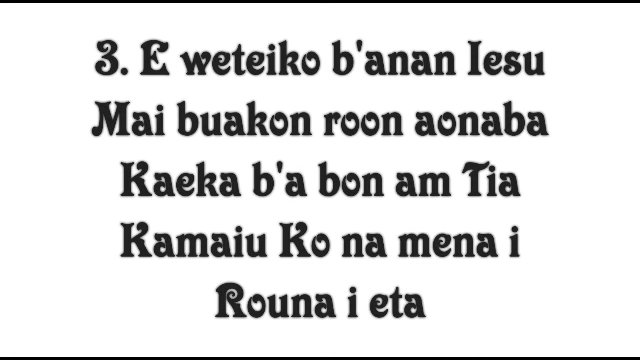 3. E weteiko b'anan Iesu
Mai buakon roon aonaba
Kaeka b'a bon am Tia
Kamaiu Ko na mena i
Rouna i eta